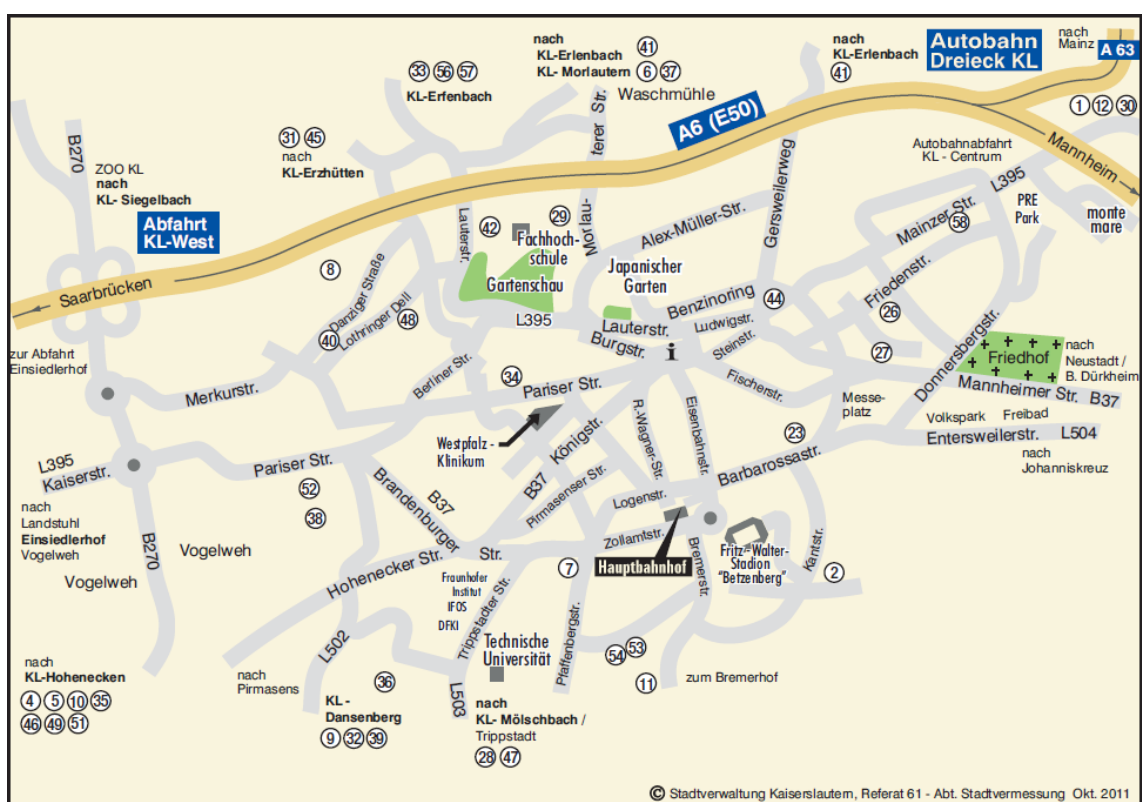 nach
KL-Erlenbach
41
KL- Morlautern
6 37
Waschmühle
nach
KL-Erlenbach
41
Autobahn
Dreieck KL
nach
Mainz
A 63
33 56 57
KL-Erfenbach
1 12 30
A6 (E50)
Mannheim
31 45
nach
KL-Erzhütten
B270
ZOO KL
nach
KL- Siegelbach
Abfahrt
KL-West
Saarbrücken
Morlau-
terer Str.
Autobahnabfahrt
KL - Centrum
L395
PRE
Park
monte
mare
Mainzer Str.
58
Gersweilerweg
Alex-Müller-Str.
Lauterstr.
42
29
Fachhoch-
schule
Gartenschau
Japanischer
Garten
8
Danziger Straße
Lothringer Dell
48
40
L395
Benzinoring
44
Friedenstr.
26
27
Lauterstr.
Burgstr.
Ludwigstr.
Steinstr.
i
Fischerstr.
Donnersbergstr.
Friedhof
nach
Neustadt /
B. Dürkheim
Mannheimer Str. B37
zur Abfahrt
Einsiedlerhof
Merkurstr.
Berliner Str.
34
Pariser Str.
Westpfalz -
Klinikum
Königstr.
B37
R.-Wagner-Str.
Eisenbahnstr.
Messe-
platz
Volkspark
Freibad
Entersweilerstr.
L504
nach
Johanniskreuz
23
Barbarossastr.
L395
Kaiserstr.
Pariser Str.
52
38
Brandenburger
B37
Str.
Pirmasenser Str.
Logenstr.
Zollamtstr.
Hauptbahnhof
Bremerstr.
Fritz-Walter-
Stadion
"Betzenberg"
Kantstr.
2
nach
Landstuhl
Einsiedlerhof
Vogelweh
B270
Vogelweh
Vogelweh
Hohenecker Str.
Fraunhofer
Institut
IFOS
DFKI
Trippstadter Str.
7
Pfaffenbergstr.
Technische
Universität
54 53
11
zum Bremerhof
L502
L503
nach
KL-Hohenecken
4 5 10 35
46 49 51
nach
Pirmasens
36
KL -
Dansenberg
9 32 39
nach
KL- Mölschbach /
Trippstadt
28 47
© Stadtverwaltung Kaiserslautern, Referat 61 - Abt. Stadtvermessung Okt. 2011